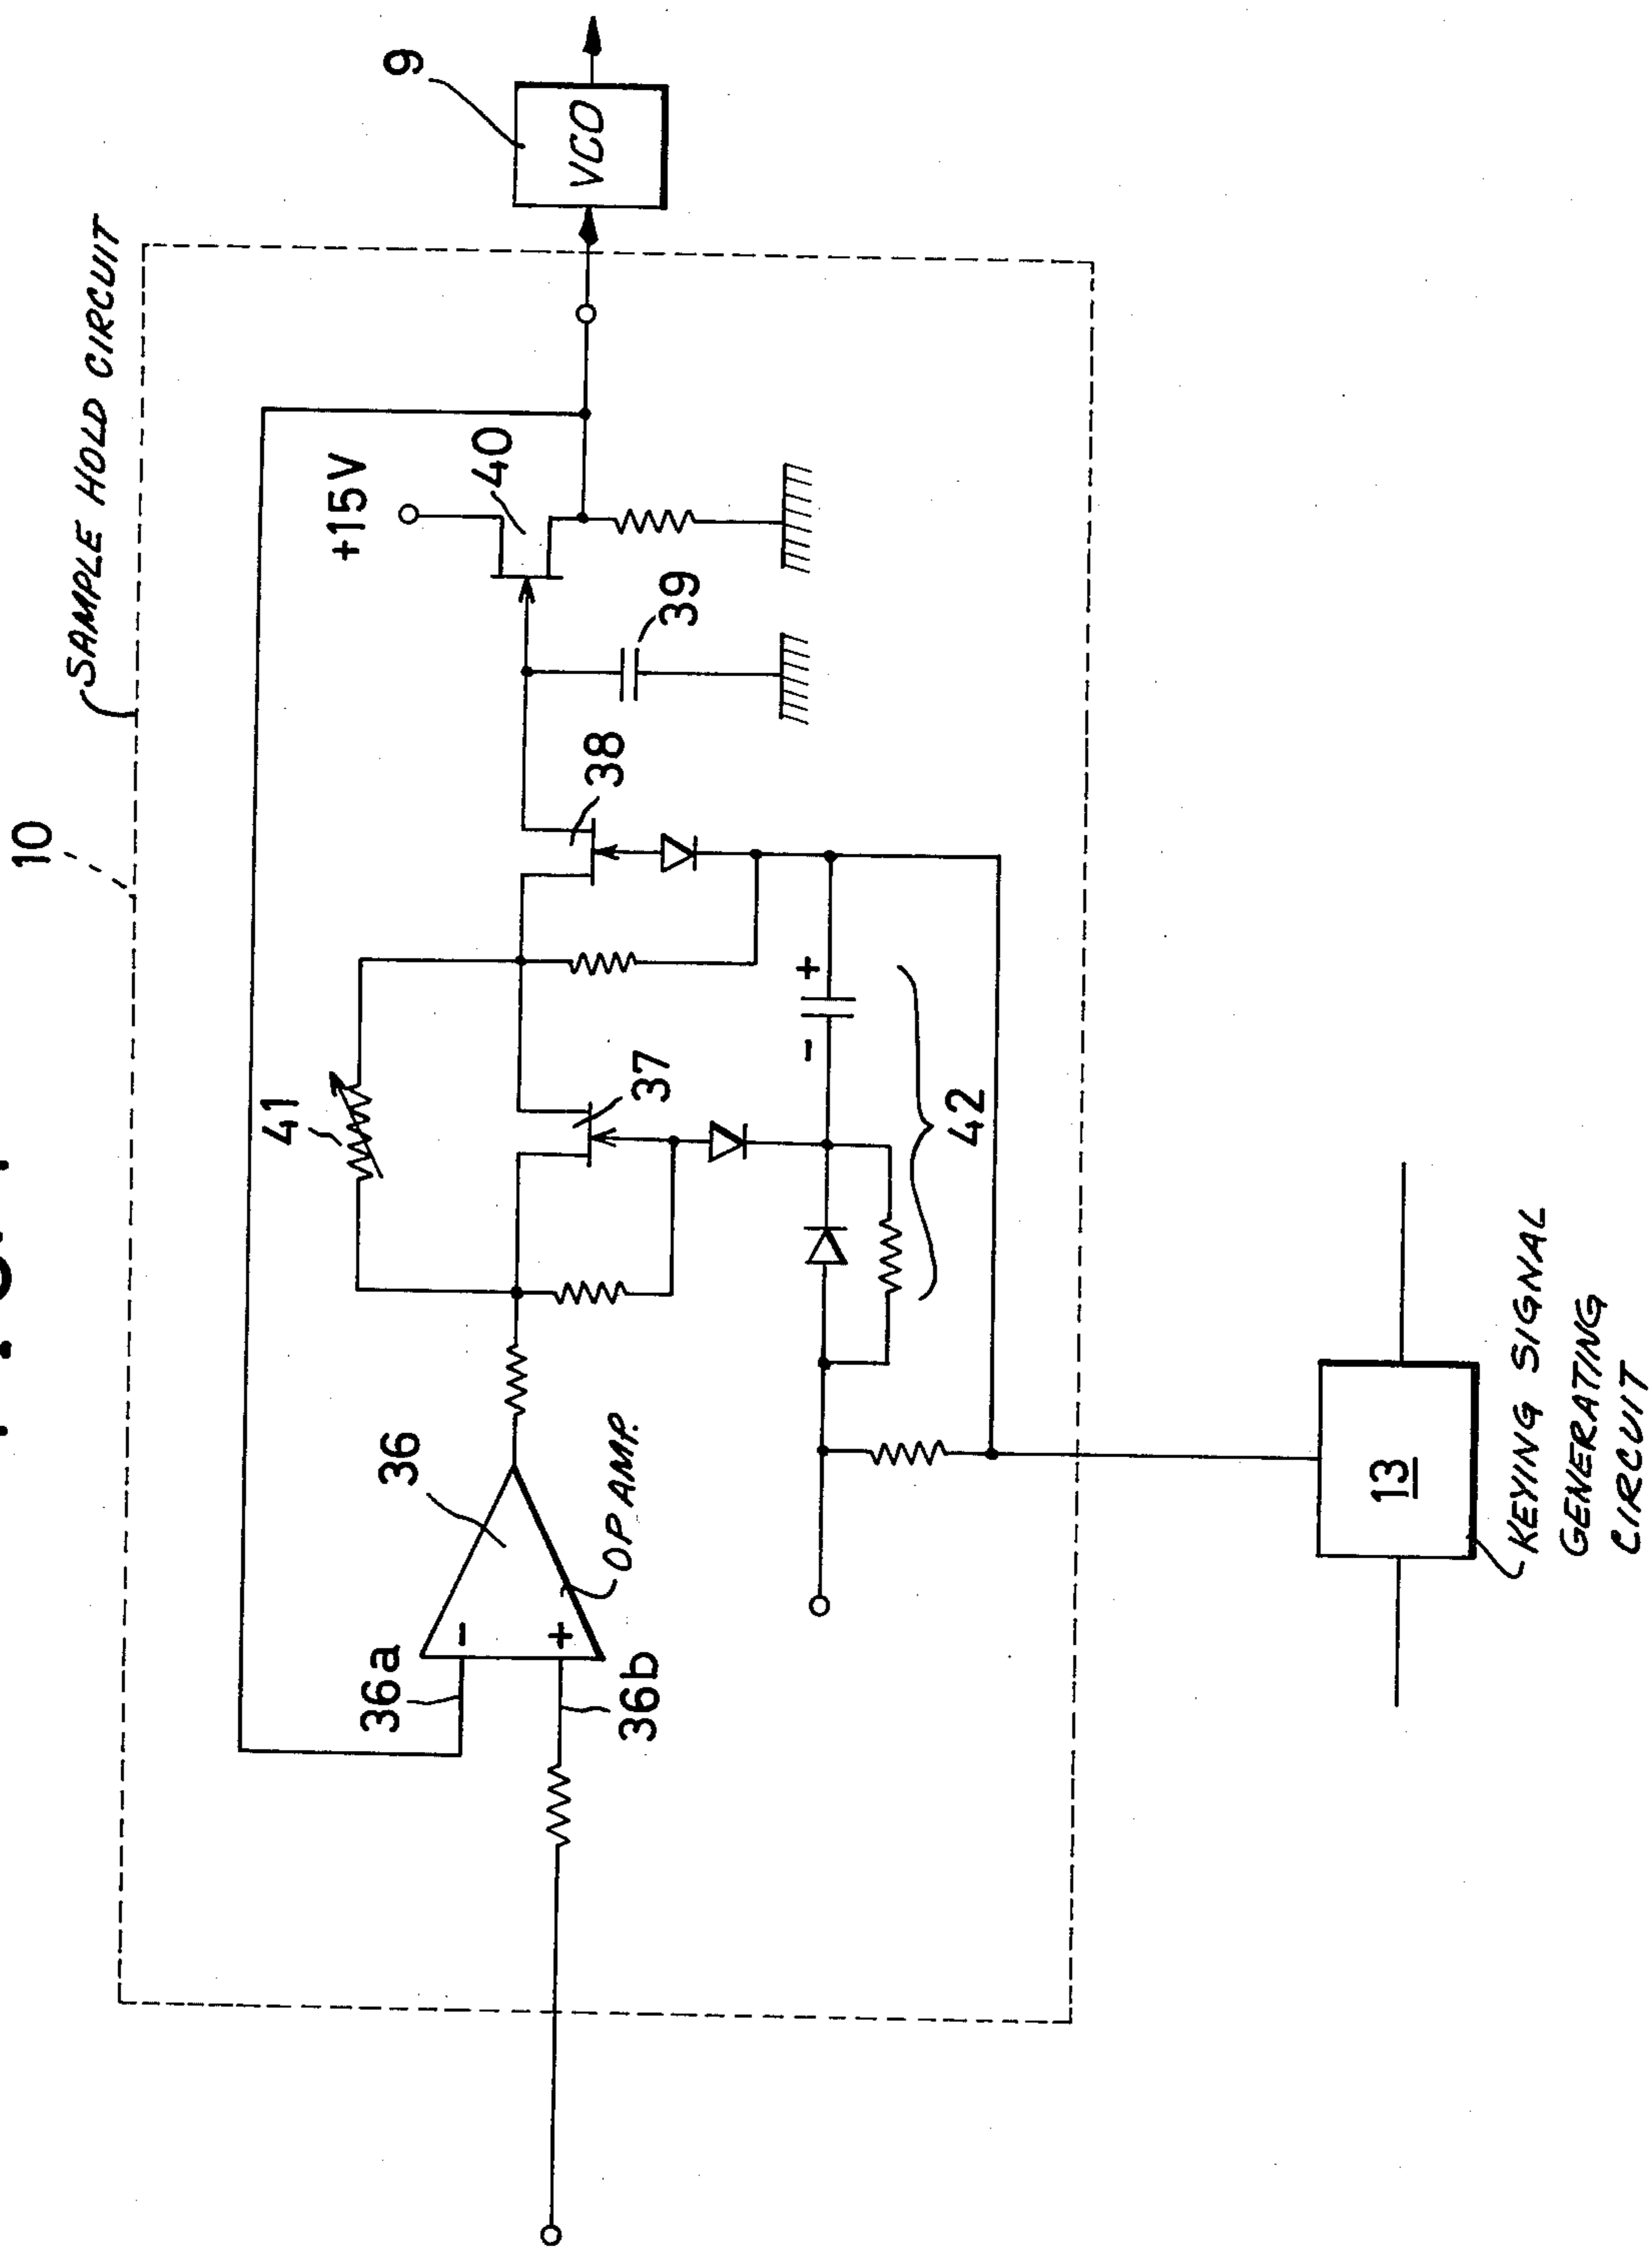 10
SAMPLE HOLD CIRCUIT
9
VCO
+15V
40
39
38
41
37
+
-
42
36
OP AMP.
36a
-
+
36b
13
KEYING SIGNAL
GENERATING
CIRCUIT